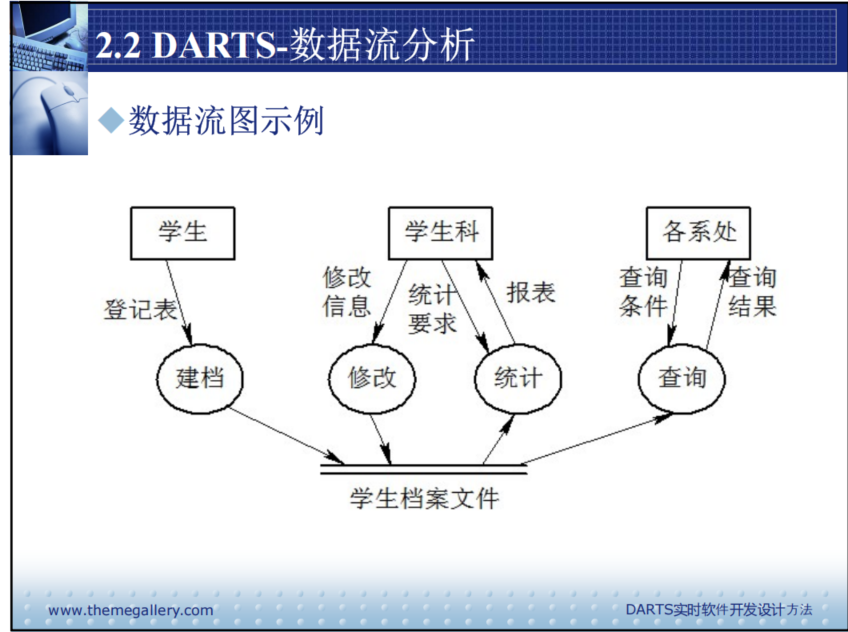 2.2 DARTS-数据流分析
数据流图示例
学生
学生科
各系处
登记表
修改
信息
统计
要求
报表
查询
条件
查询
结果
建档
修改
统计
查询
学生档案文件
www.themegallery.com
DARTS实时软件开发设计方法